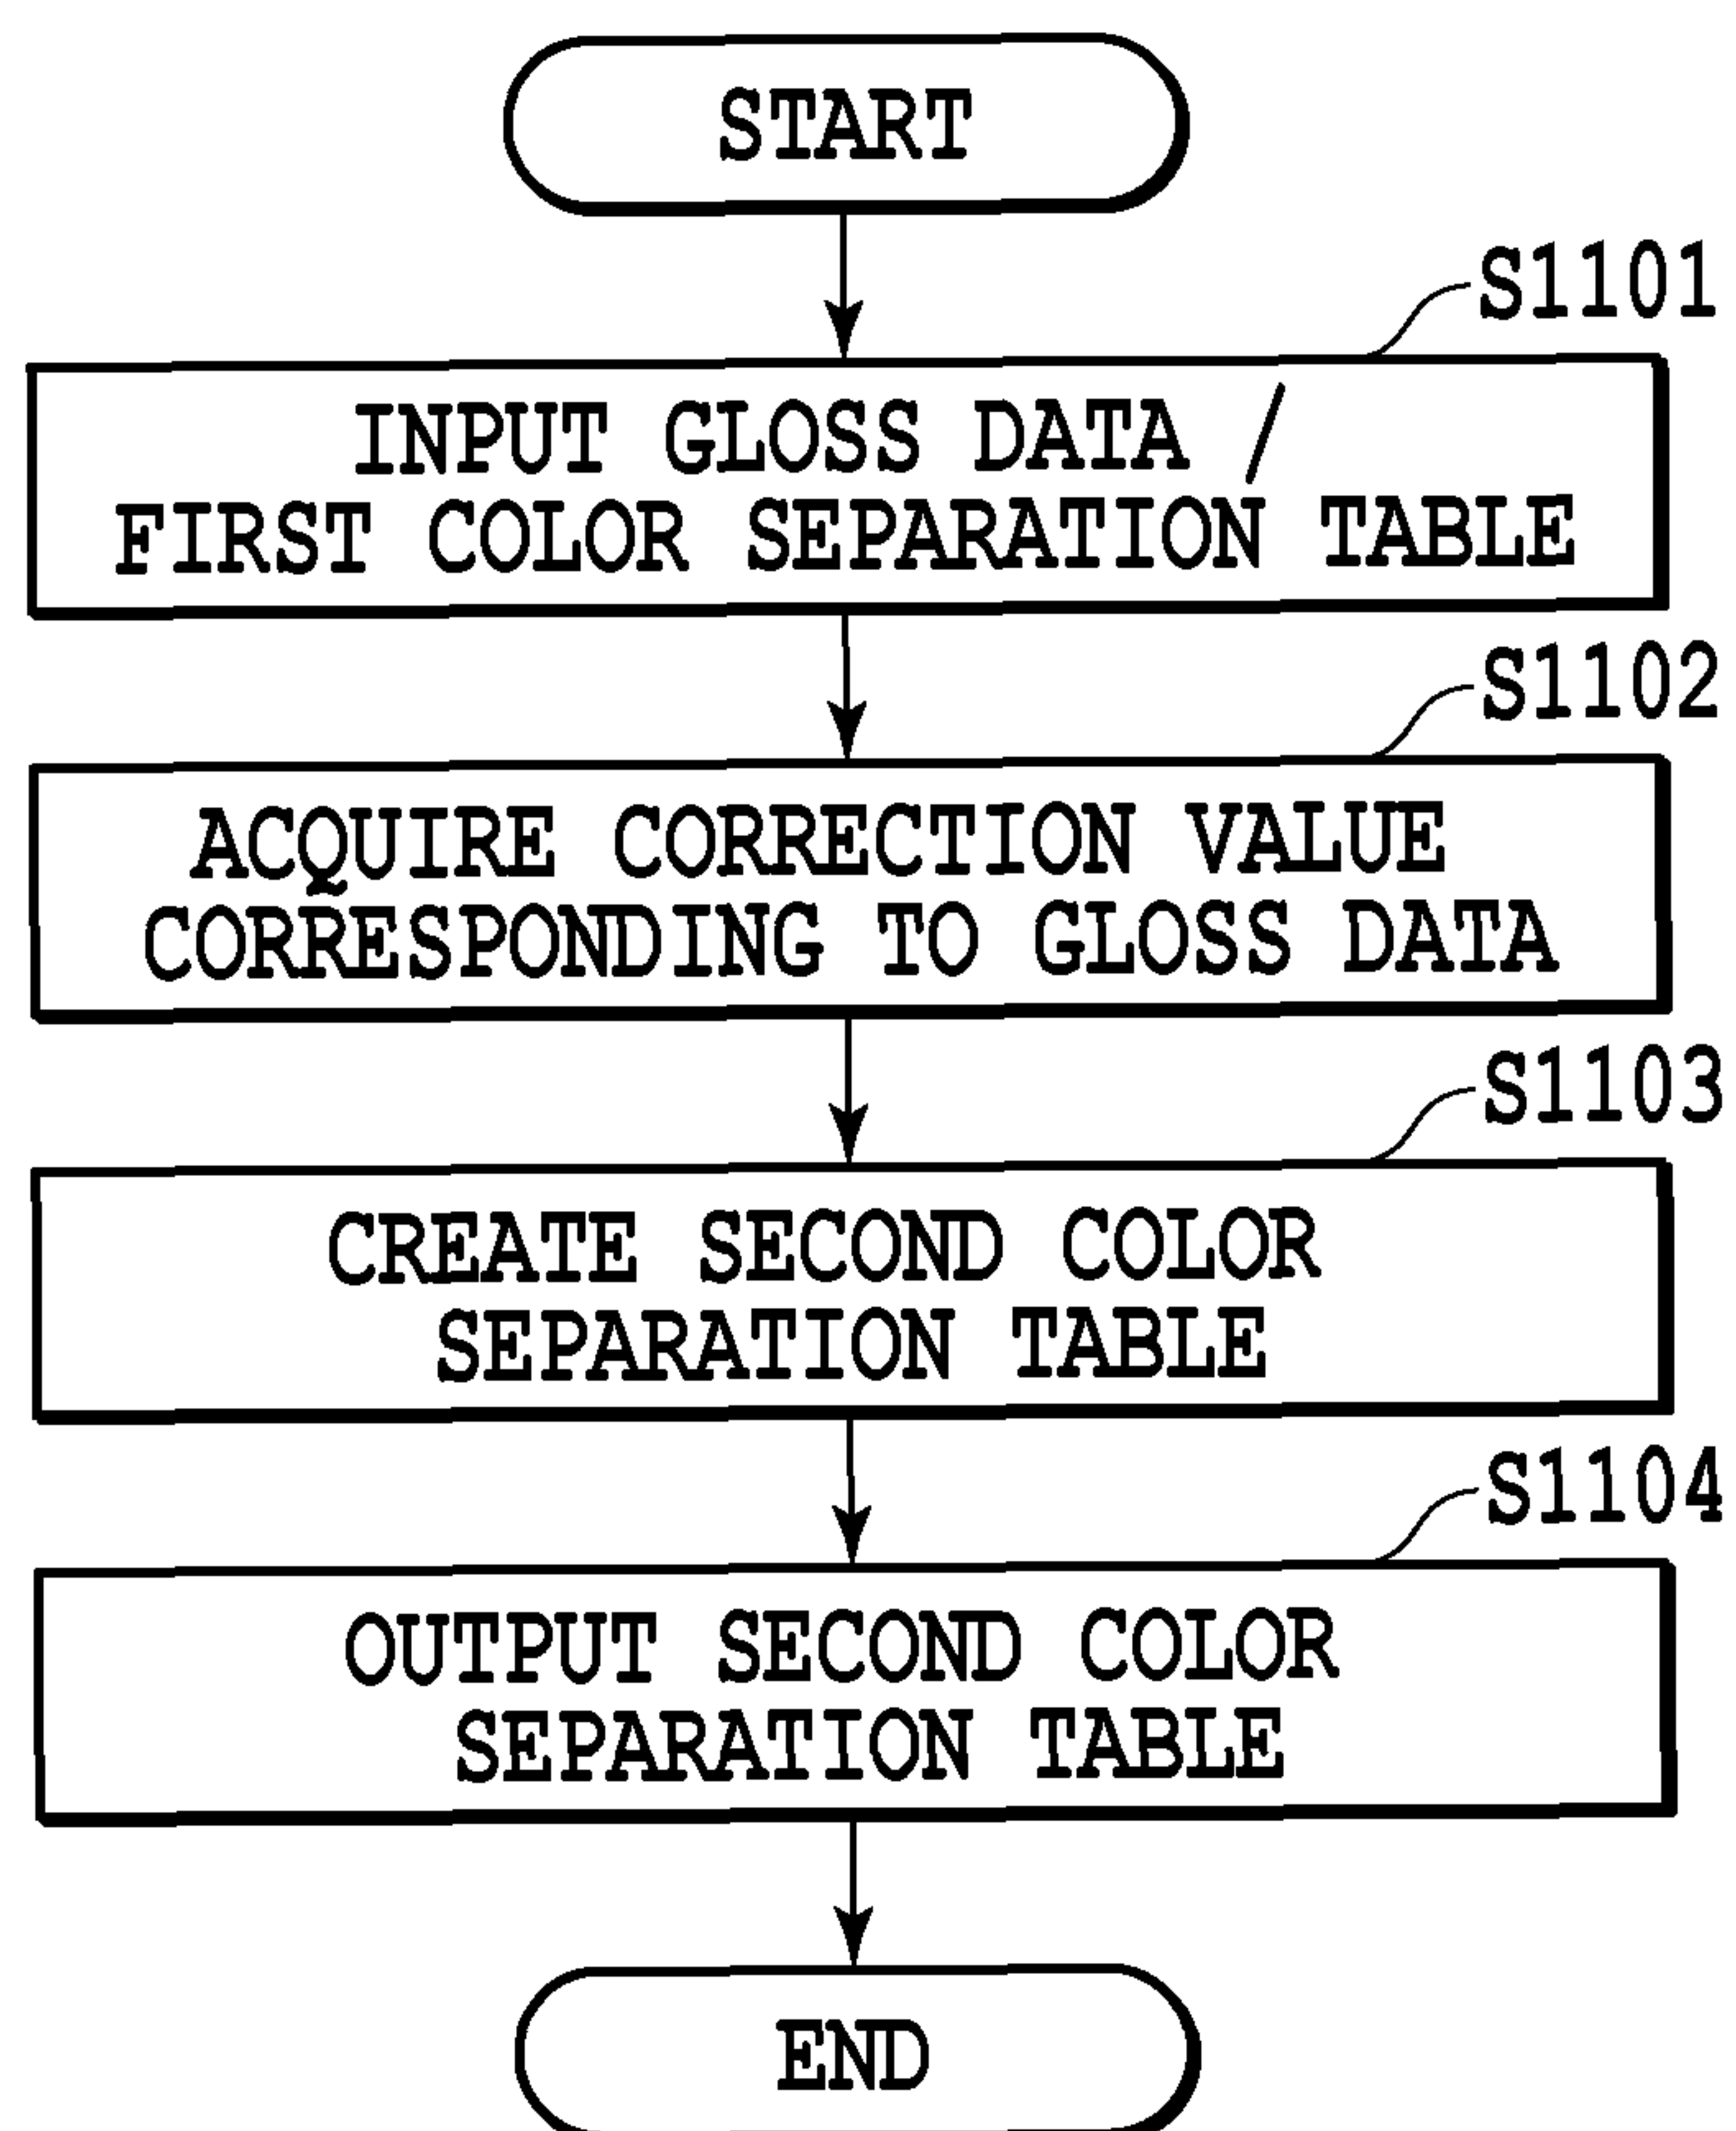 START
S1101
INPUT GLOSS DATA /
FIRST COLOR SEPARATION TABLE
S1102
ACQUIRE CORRECTION VALUE
CORRESPONDING TO GLOSS DATA
S1103
CREATE SECOND COLOR
SEPARATION TABLE
S1104
OUTPUT SECOND COLOR
SEPARATION TABLE
END